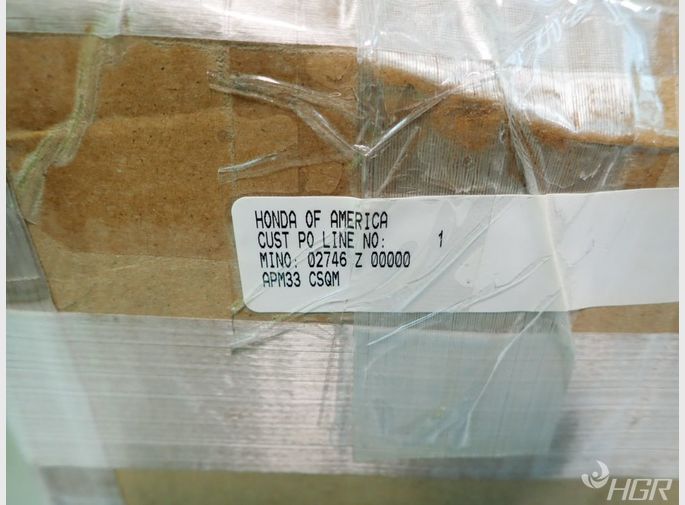 HONDA OF AMERICA
CUST PO LINE NO: 1
MINO: 02746 Z 00000
APM33 CSQM
HGR